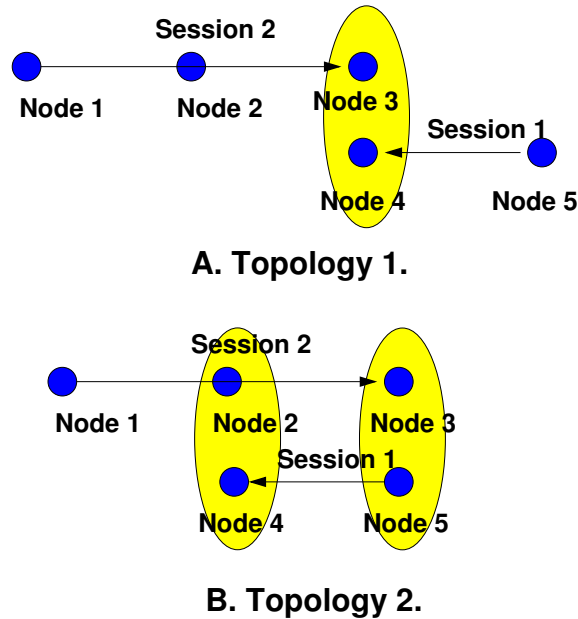 Session 2
Node 1
Node 2
Node 3
Session 1
Node 4
Node 5
A. Topology 1.
Session 2
Node 1
Node 2
Node 3
Session 1
Node 4
Node 5
B. Topology 2.